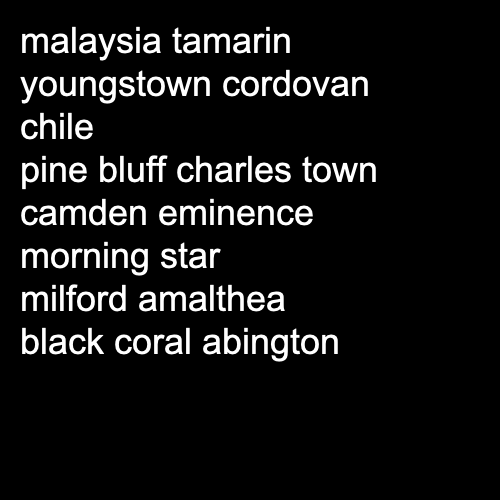 malaysia tamarin
youngstown cordovan
chile
pine bluff charles town
camden eminence
morning star
milford amalthea
black coral abington